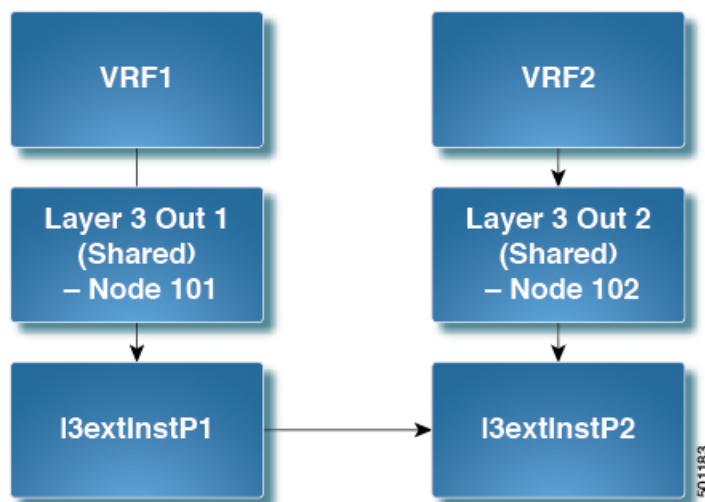 VRF1
VRF2
Layer 3 Out 1
(Shared)
– Node 101
Layer 3 Out 2
(Shared)
– Node 102
l3extInstP1
l3extInstP2
501183